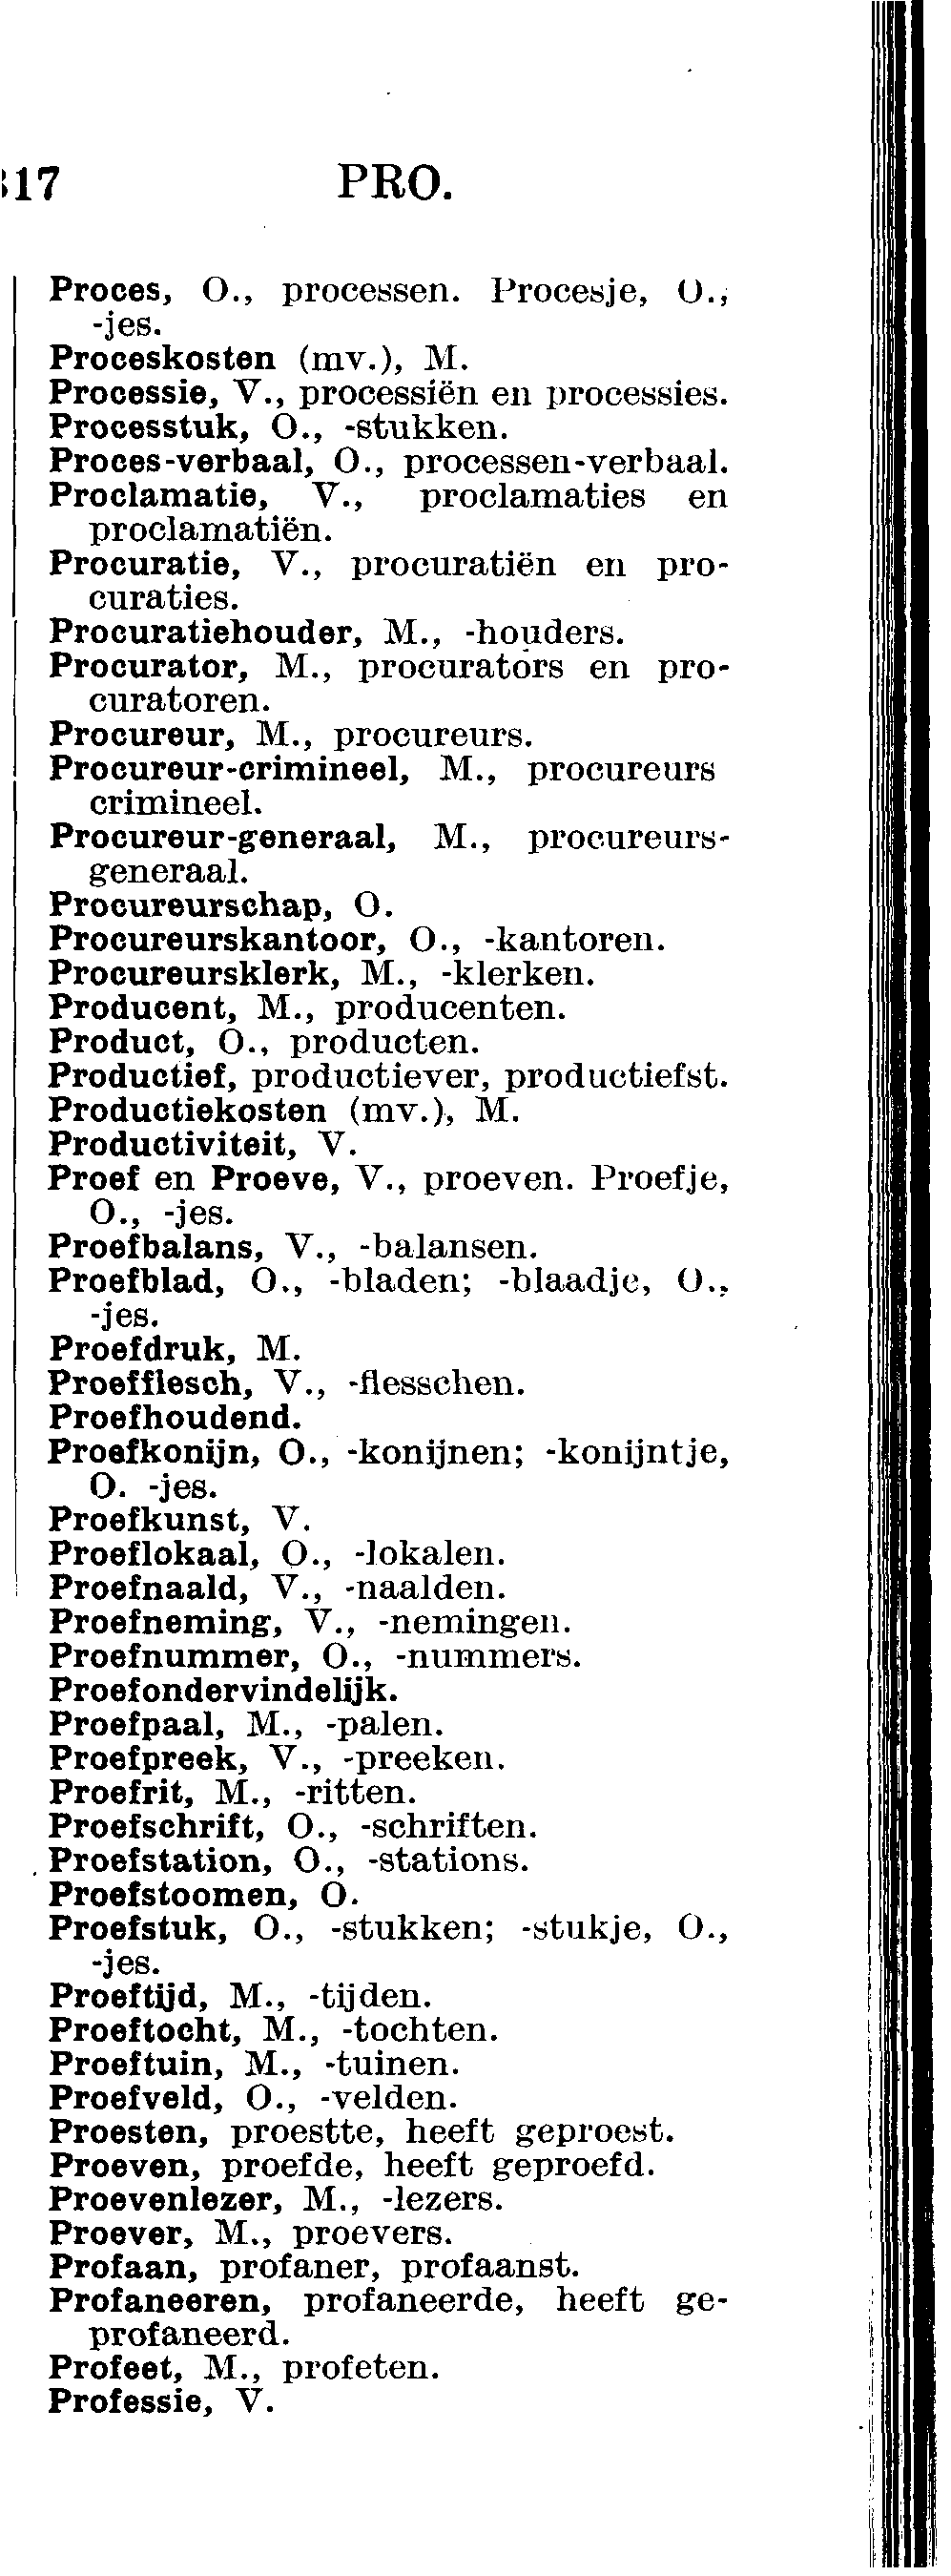 17 PRO.
Proces, O., processen. Procesje, O.,
-jes.
Proceskosten (mv.), M.
Processie, V., processiën en processies.
Processtuk, O., -stukken.
Proces-verbaal, O., processen-verbaal.
Proclamatie, V., proclamaties en
proclamatiën.
Procuratie, V., procuratiën en pro-
curaties.
Procuratiehouder, M., -houders.
Procurator, M., procurators en pro-
curatoren.
Procureur, M., procureurs.
Procureur-crimineel, M., procureurs
crimineel.
Procureur-generaal, M., procureurs-
generaal.
Procureurschap, O.
Procureurskantoor, O., -kantoren.
Procureursklerk, M., -klerken.
Producent, M., producenten.
Product, O., producten.
Productief, productiever, productiefst.
Productiekosten (mv.), M.
Productiviteit, V.
Proef en Proeve, V., proeven. Proefje,
O., -jes.
Proefbalans, V., -balansen.
Proefblad, O., -bladen; -blaadje, O.,
-jes.
Proefdruk, M.
Proefflesch, V., -flesschen.
Proefhoudend.
Proefkonijn, O., -konijnen; -konijntje,
O. -jes.
Proefkunst, V.
Proeflokaal, O., -lokalen.
Proefnaald, V., -naalden.
Proefneming, V., -nemingen.
Proefnummer, O., -nummers.
Proefondervindelijk.
Proefpaal, M., -palen.
Proefpreek, V., -preeken.
Proefrit, M., -ritten.
Proefschrift, O., -schriften.
Proefstation, O., -stations.
Proefstoomen, O.
Proefstuk, O., -stukken; -stukje, O.,
-jes.
Proeftijd, M., -tijden.
Proeftocht, M., -tochten.
Proeftuin, M., -tuinen.
Proefveld, O., -velden.
Proesten, proestte, heeft geproest.
Proeven, proefde, heeft geproefd.
Proevenlezer, M., -lezers.
Proever, M., proevers.
Profaan, profaner, profaanst.
Profaneeren, profaneerde, heeft ge-
profaneerd.
Profeet, M., profeten.
Professie, V.